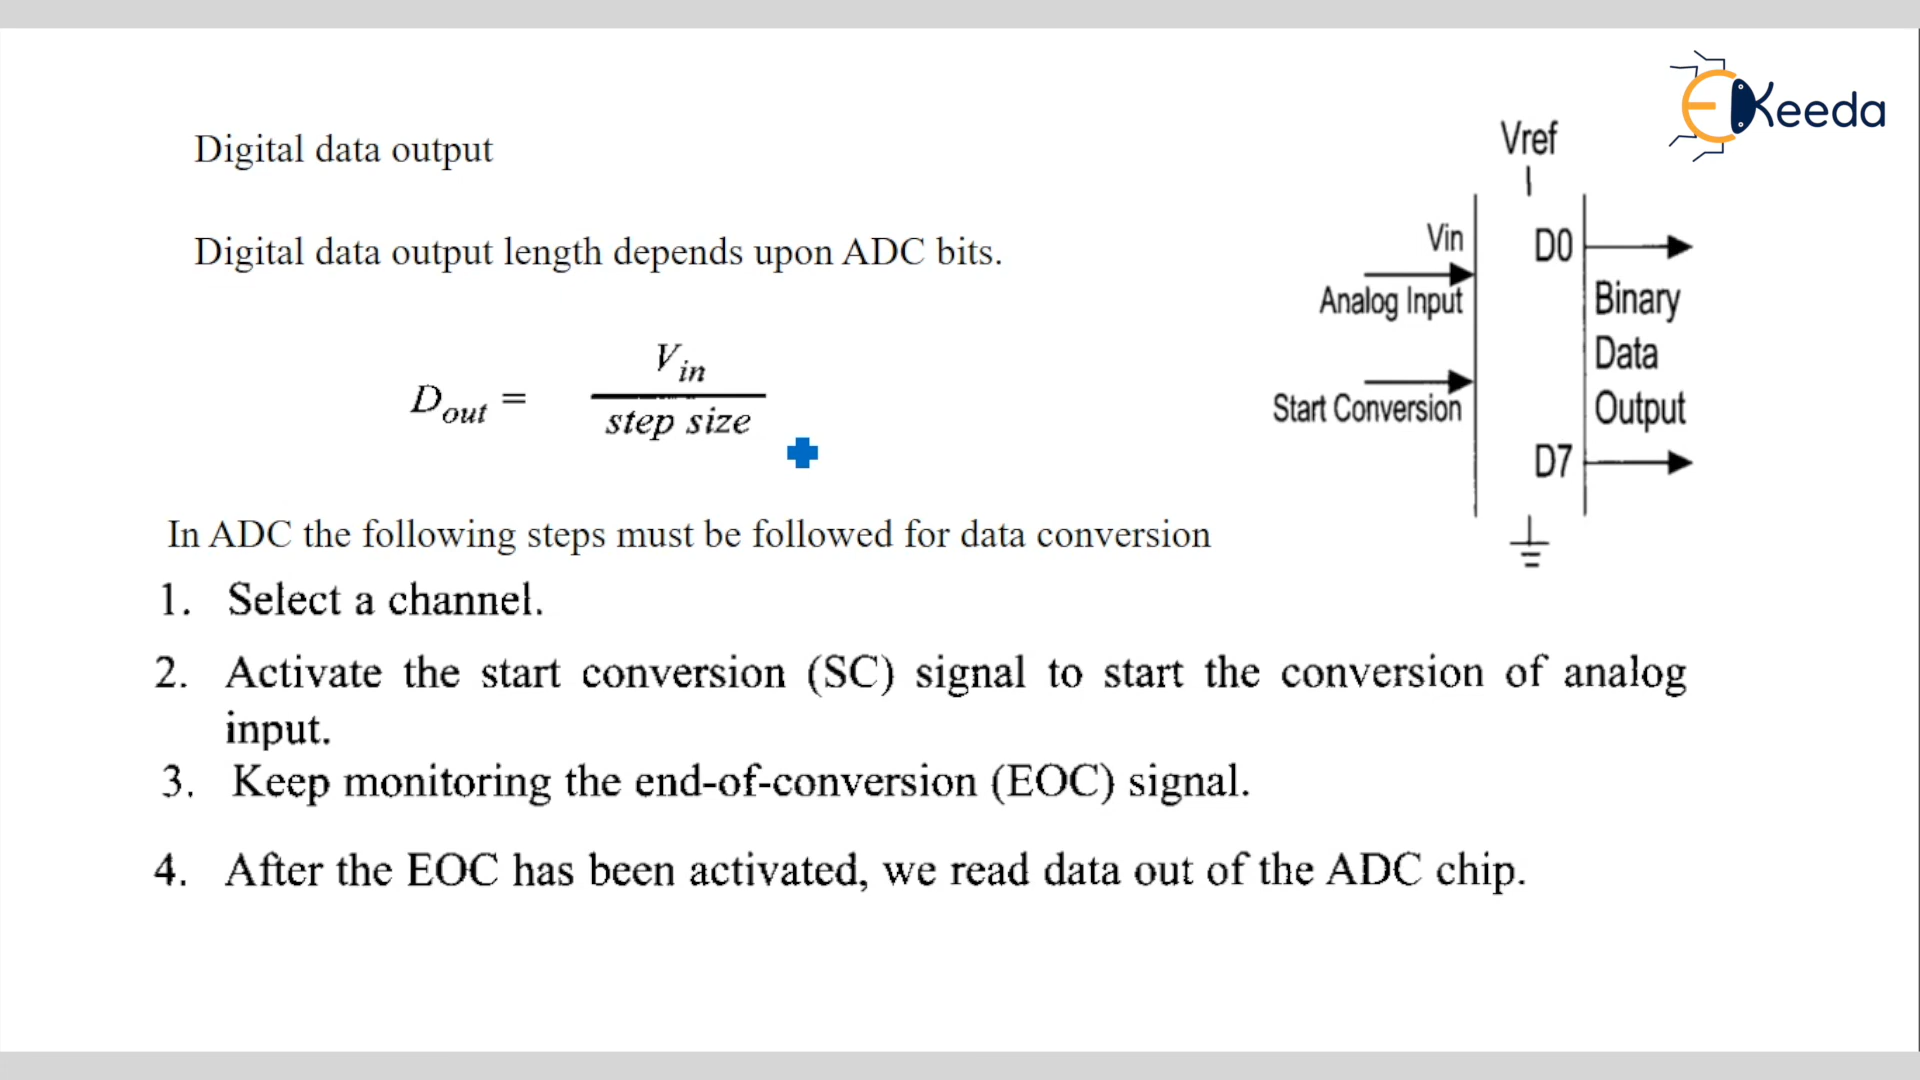 EKeeda
Digital data output
Digital data output length depends upon ADC bits.
D_out = V_in / step size
Vref
Vin
D0
Analog Input
Binary
Data
Start Conversion
Output
D7
In ADC the following steps must be followed for data conversion
1. Select a channel.
2. Activate the start conversion (SC) signal to start the conversion of analog
input.
3. Keep monitoring the end-of-conversion (EOC) signal.
4. After the EOC has been activated, we read data out of the ADC chip.